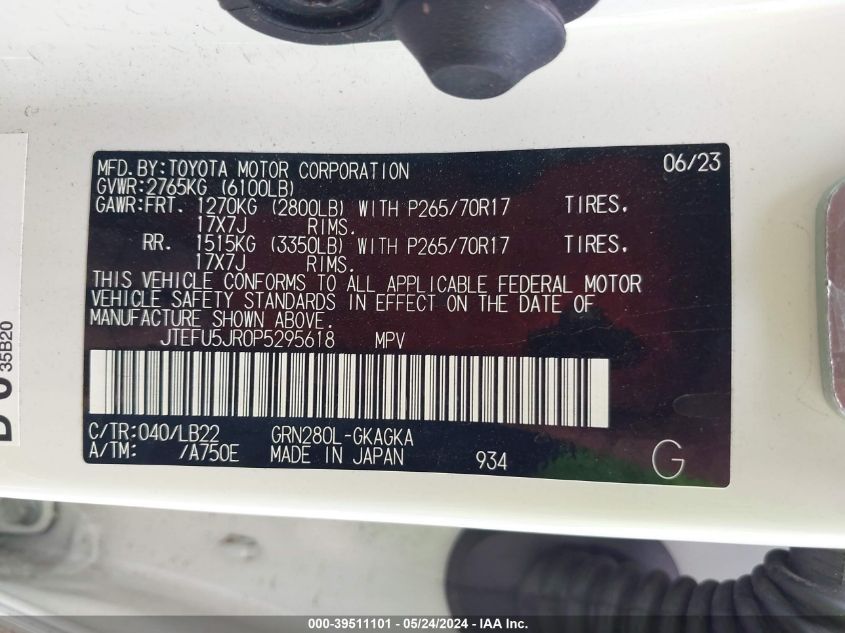 MFD.BY:TOYOTA MOTOR CORPORATION 06/23
GVWR:2765KG (6100LB)
GAWR:FRT. 1270KG (2800LB) WITH P265/70R17 TIRES.
17X7J RIMS.
RR. 1515KG (3350LB) WITH P265/70R17 TIRES.
17X7J RIMS.
THIS VEHICLE CONFORMS TO ALL APPLICABLE FEDERAL MOTOR
VEHICLE SAFETY STANDARDS IN EFFECT ON THE DATE OF
MANUFACTURE SHOWN ABOVE.
JTEFU5JR0P5295618 MPV
C/TR:040/LB22 GRN280L-GKAGKA
A/TM: /A750E MADE IN JAPAN 934 G
35B20
000-39511101 - 05/24/2024 - IAA, Inc.